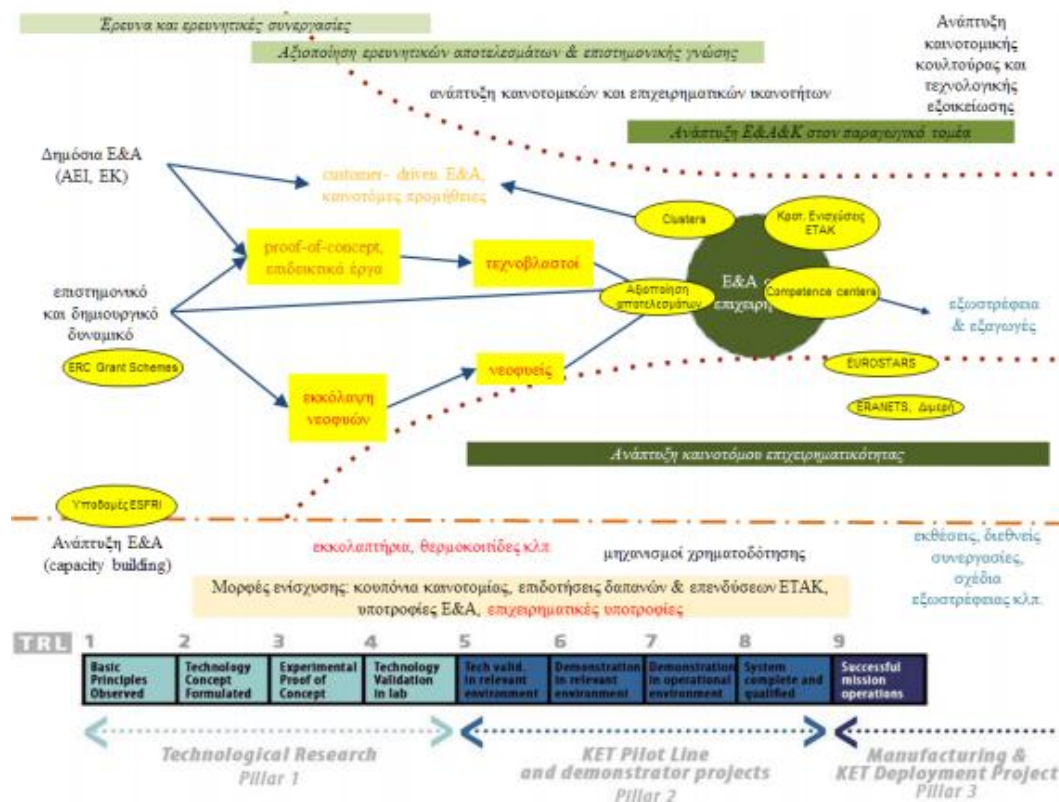 Έρευνα και ερευνητικές συνεργασίες
Αξιοποίηση ερευνητικών αποτελεσμάτων & επιστημονικής γνώσης
Ανάπτυξη
καινοτομικής
κουλτούρας και
τεχνολογικής
εξοικείωσης
ανάπτυξη καινοτομικών και επιχειρηματικών ικανοτήτων
Ανάπτυξη Ε&Α&Κ στον παραγωγικό τομέα
Δημόσια Ε&Α
(ΑΕΙ, ΕΚ)
customer- driven Ε&Α,
καινοτόμες προμήθειες
Clusters
Κρατ. Ενισχύσεις
ΕΤΑΚ
proof-of-concept,
επιδεικτικά έργα
τεχνοβλαστοί
Αξιοποίηση
αποτελεσμάτων
Ε&Α
επιχειρη
Competence centers
επιστημονικό
και δημιουργικό
δυναμικό
εξωστρέφεια
& εξαγωγές
ERC Grant Schemes
νεοφυείς
EUROSTARS
εκκόλαψη
νεοφυών
ERANETS, Διμερή
Ανάπτυξη καινοτόμου επιχειρηματικότητας
Υποδομές ESFRI
Ανάπτυξη Ε&Α
(capacity building)
εκκολαπτήρια, θερμοκοιτίδες κλπ
μηχανισμοί χρηματοδότησης
εκθέσεις, διεθνείς
συνεργασίες,
σχέδια
εξωστρέφειας κλπ.
Μορφές ενίσχυσης: κουπόνια καινοτομίας, επιδοτήσεις δαπανών & επενδύσεων ΕΤΑΚ,
υποτροφίες Ε&Α, επιχειρηματικές υποτροφίες
TRL 1 2 3 4 5 6 7 8 9
Basic
Principles
Observed
Technology
Concept
Formulated
Experimental
Proof of
Concept
Technology
Validation
in lab
Tech valid.
in relevant
environment
Demonstration
in relevant
environment
Demonstration
in operational
environment
System
complete and
qualified
Successful
mission
operations
Technological Research
Pillar 1
KET Pilot Line
and demonstrator projects
Pillar 2
Manufacturing &
KET Deployment Project
Pillar 3